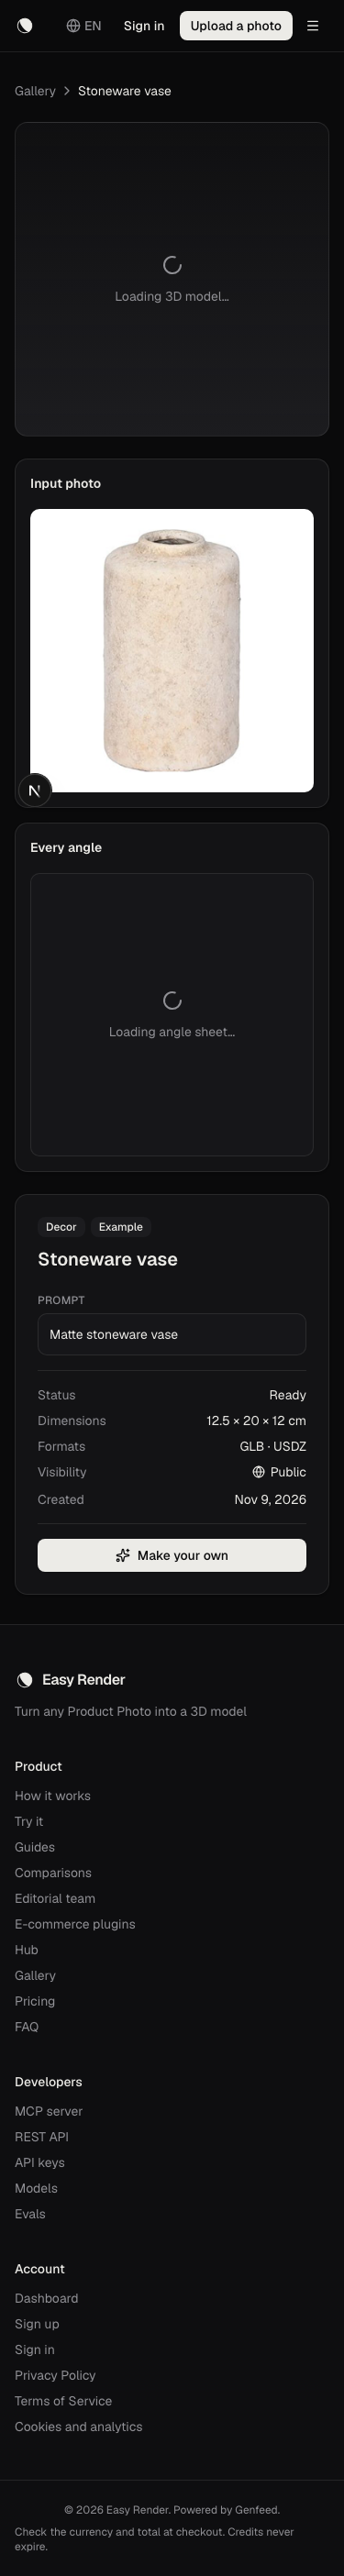 EN Sign in Upload a photo
Gallery > Stoneware vase
Loading 3D model…
Input photo
N
Every angle
Loading angle sheet…
Decor Example
Stoneware vase
PROMPT
Matte stoneware vase
Status Ready
Dimensions 12.5 × 20 × 12 cm
Formats GLB · USDZ
Visibility Public
Created Nov 9, 2026
Make your own
Easy Render
Turn any Product Photo into a 3D model
Product
How it works
Try it
Guides
Comparisons
Editorial team
E-commerce plugins
Hub
Gallery
Pricing
FAQ
Developers
MCP server
REST API
API keys
Models
Evals
Account
Dashboard
Sign up
Sign in
Privacy Policy
Terms of Service
Cookies and analytics
© 2026 Easy Render. Powered by Genfeed.
Check the currency and total at checkout. Credits never
expire.